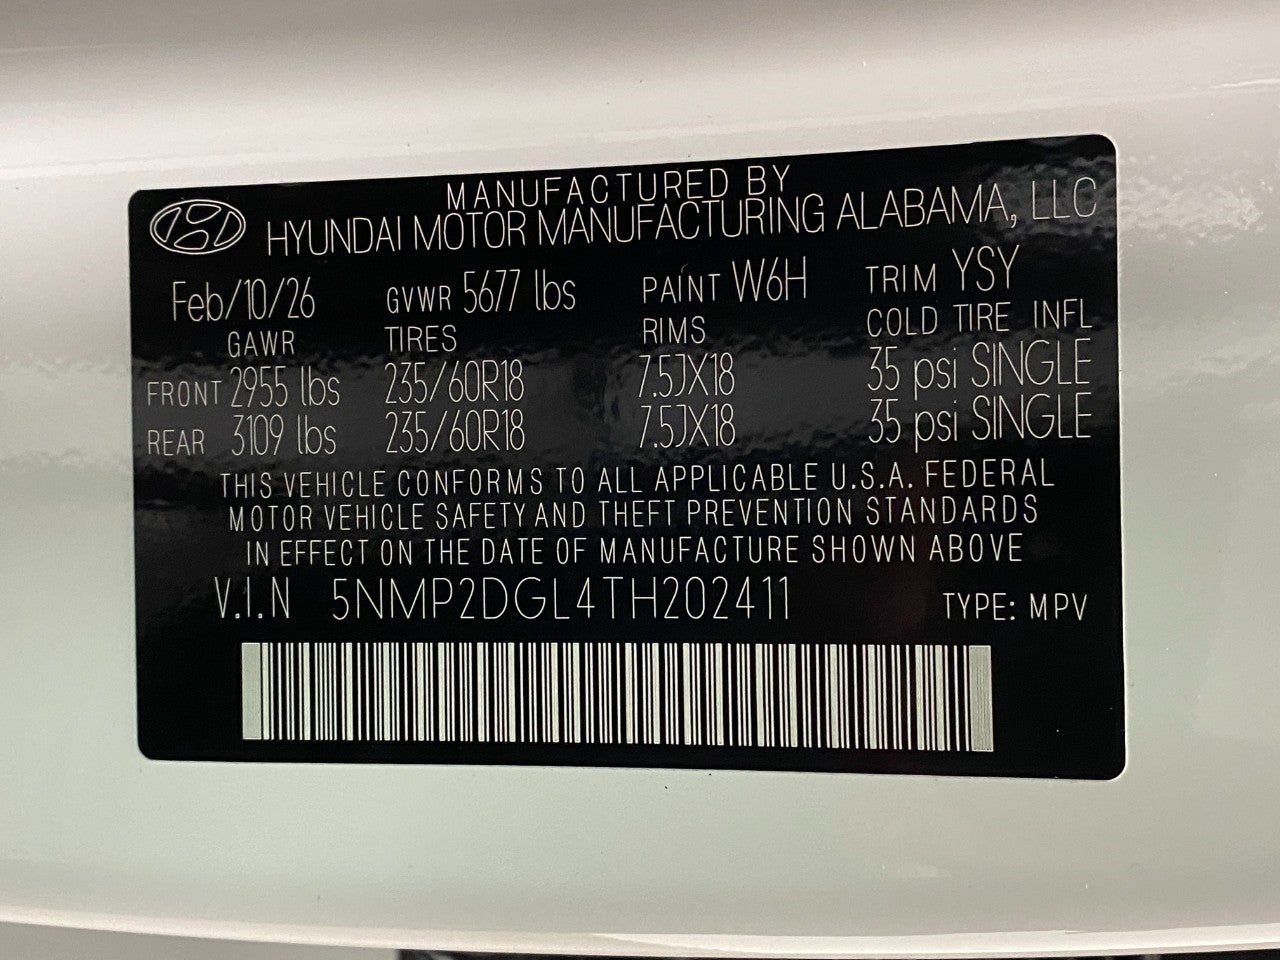 MANUFACTURED BY
HYUNDAI MOTOR MANUFACTURING ALABAMA, LLC
Feb/10/26 GVWR 5677 lbs PAINT W6H TRIM YSY
GAWR TIRES RIMS COLD TIRE INFL
FRONT 2955 lbs 235/60R18 7.5JX18 35 psi SINGLE
REAR 3109 lbs 235/60R18 7.5JX18 35 psi SINGLE
THIS VEHICLE CONFORMS TO ALL APPLICABLE U.S.A. FEDERAL
MOTOR VEHICLE SAFETY AND THEFT PREVENTION STANDARDS
IN EFFECT ON THE DATE OF MANUFACTURE SHOWN ABOVE
V.I.N 5NMP2DGL4TH202411 TYPE: MPV